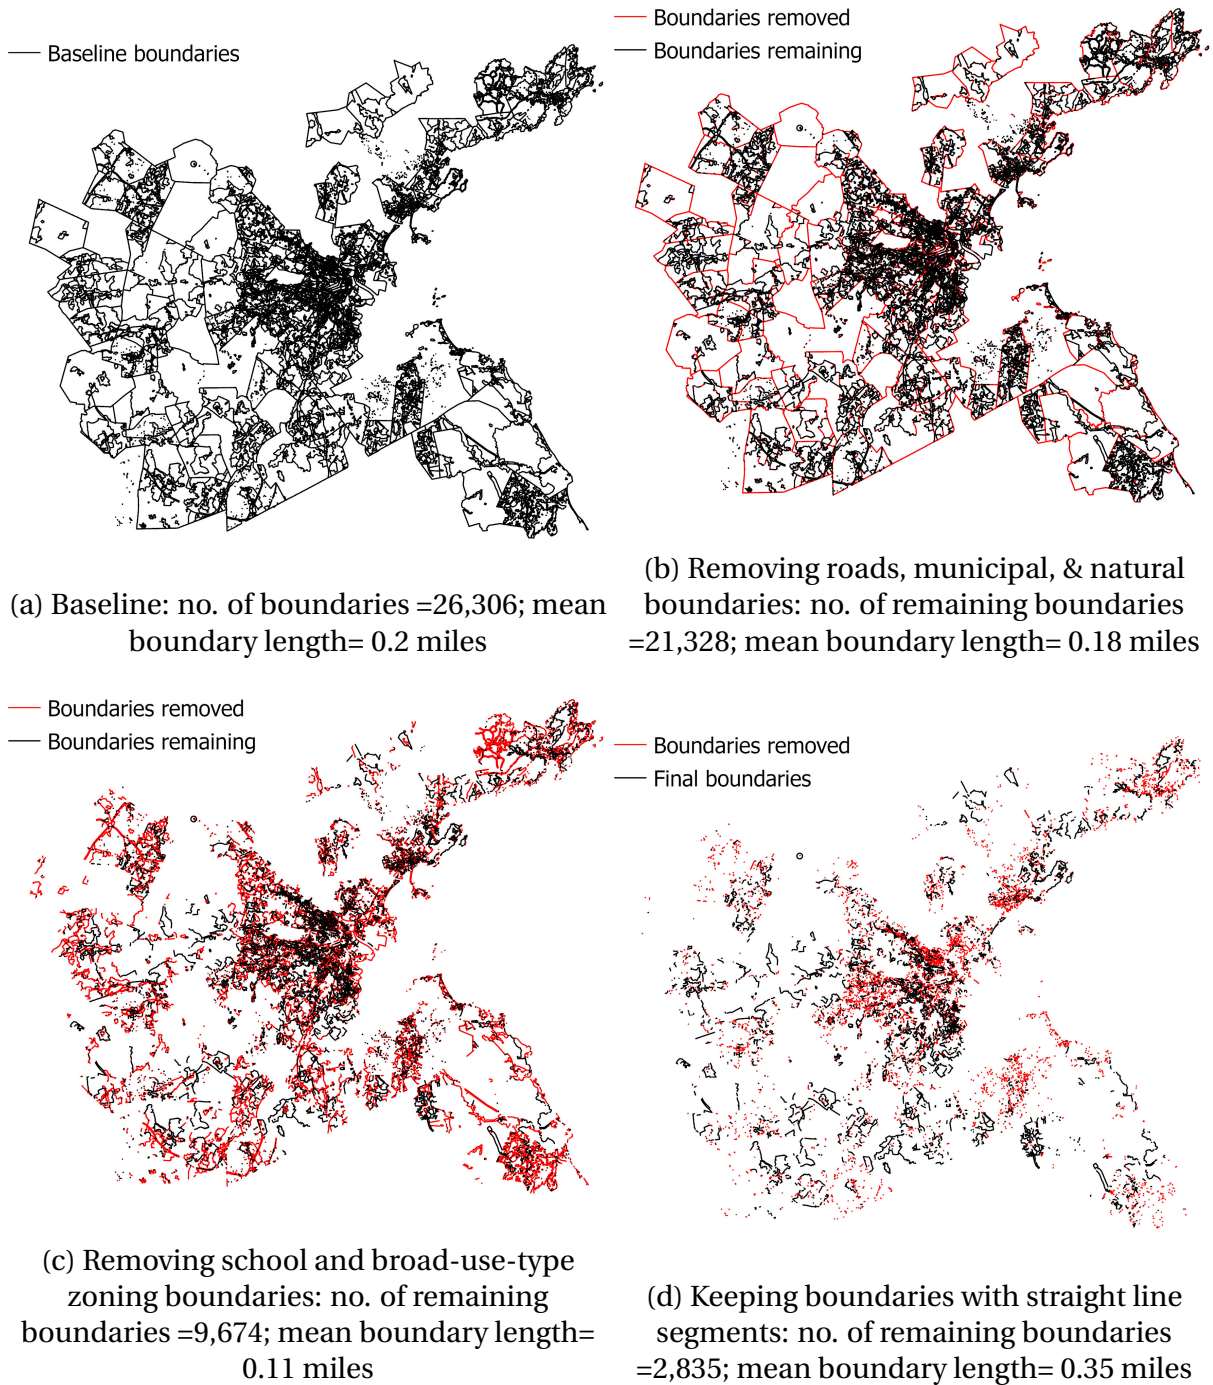 Baseline boundaries
(a) Baseline: no. of boundaries =26,306; mean
boundary length= 0.2 miles
Boundaries removed
Boundaries remaining
(b) Removing roads, municipal, & natural
boundaries: no. of remaining boundaries
=21,328; mean boundary length= 0.18 miles
Boundaries removed
Boundaries remaining
(c) Removing school and broad-use-type
zoning boundaries: no. of remaining
boundaries =9,674; mean boundary length=
0.11 miles
Boundaries removed
Final boundaries
(d) Keeping boundaries with straight line
segments: no. of remaining boundaries
=2,835; mean boundary length= 0.35 miles